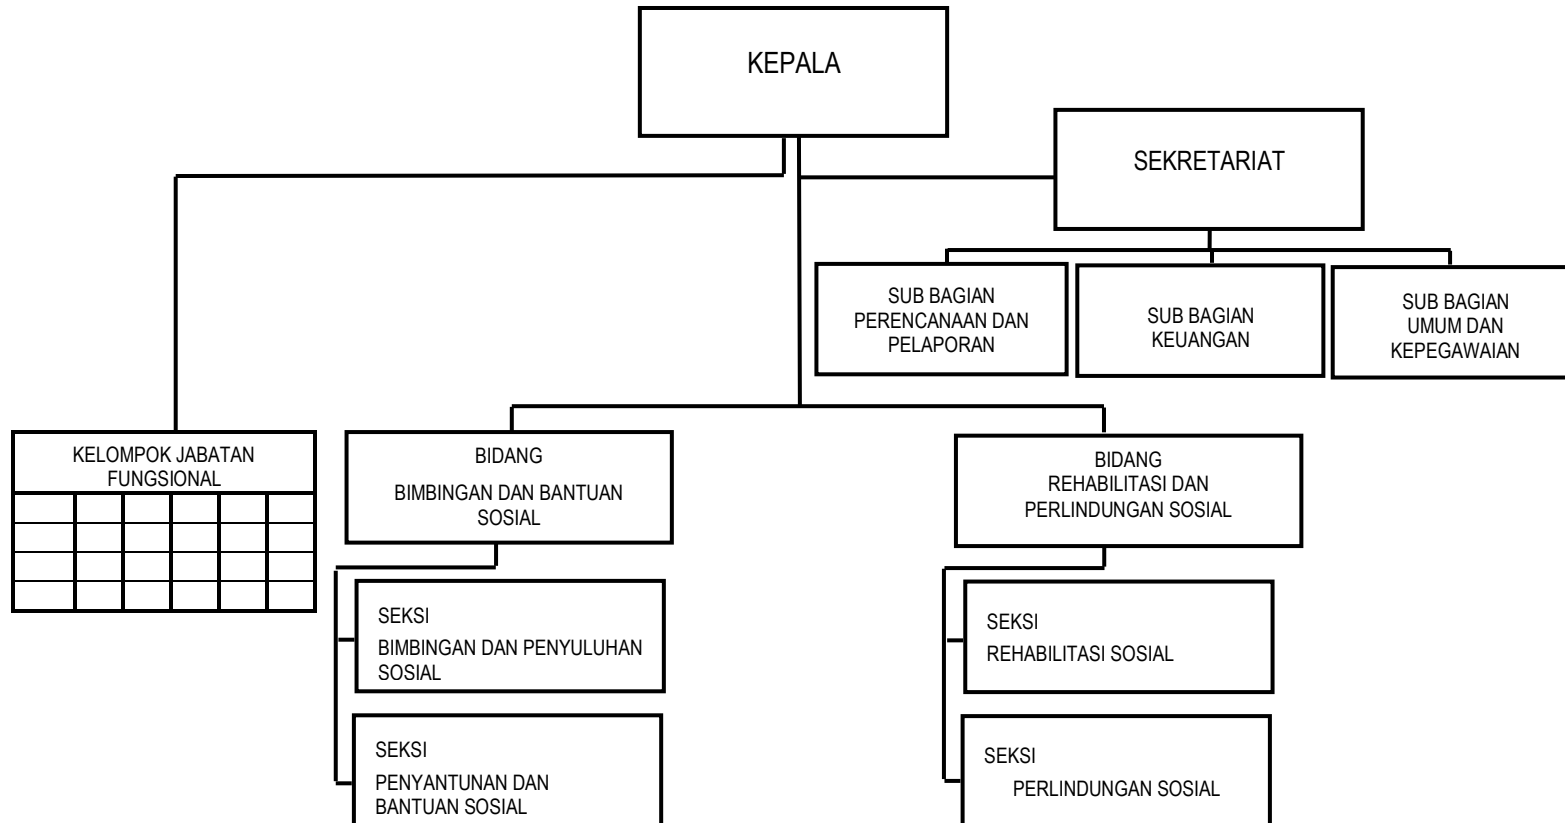 KEPALA
SEKRETARIAT
SUB BAGIAN
PERENCANAAN DAN
PELAPORAN
SUB BAGIAN
KEUANGAN
SUB BAGIAN
UMUM DAN
KEPEGAWAIAN
KELOMPOK JABATAN
FUNGSIONAL
BIDANG
BIMBINGAN DAN BANTUAN
SOSIAL
BIDANG
REHABILITASI DAN
PERLINDUNGAN SOSIAL
SEKSI
BIMBINGAN DAN PENYULUHAN
SOSIAL
SEKSI
REHABILITASI SOSIAL
SEKSI
PENYANTUNAN DAN
BANTUAN SOSIAL
SEKSI
PERLINDUNGAN SOSIAL